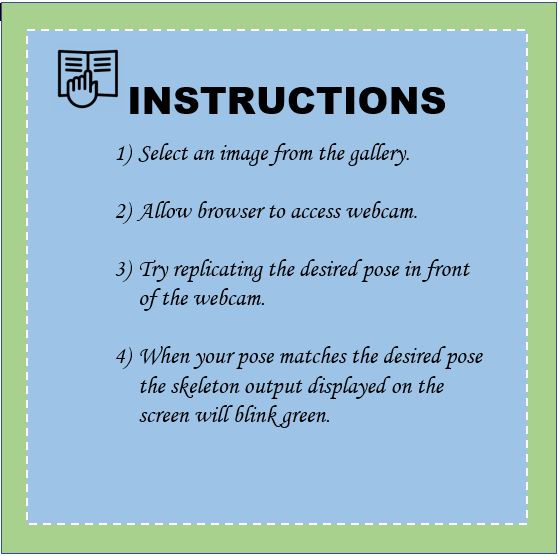 INSTRUCTIONS
1) Select an image from the gallery.
2) Allow browser to access webcam.
3) Try replicating the desired pose in front
of the webcam.
4) When your pose matches the desired pose
the skeleton output displayed on the
screen will blink green.